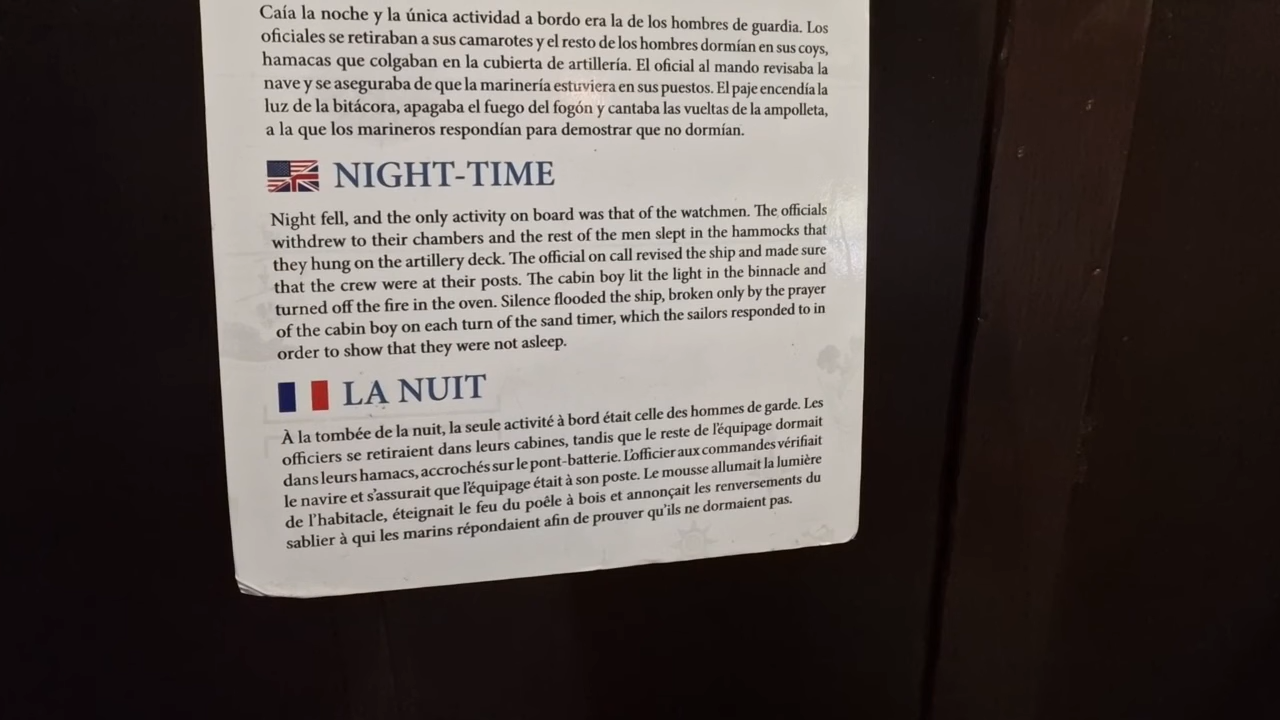 Caía la noche y la única actividad a bordo era la de los hombres de guardia. Los
oficiales se retiraban a sus camarotes y el resto de los hombres dormían en sus coys,
hamacas que colgaban en la cubierta de artillería. El oficial al mando revisaba la
nave y se aseguraba de que la marinería estuviera en sus puestos. El paje encendía la
luz de la bitácora, apagaba el fuego del fogón y cantaba las vueltas de la ampolleta,
a la que los marineros respondían para demostrar que no dormían.
NIGHT-TIME
Night fell, and the only activity on board was that of the watchmen. The officials
withdrew to their chambers and the rest of the men slept in the hammocks that
they hung on the artillery deck. The official on call revised the ship and made sure
that the crew were at their posts. The cabin boy lit the light in the binnacle and
turned off the fire in the oven. Silence flooded the ship, broken only by the prayer
of the cabin boy on each turn of the sand timer, which the sailors responded to in
order to show that they were not asleep.
LA NUIT
À la tombée de la nuit, la seule activité à bord était celle des hommes de garde. Les
officiers se retiraient dans leurs cabines, tandis que le reste de l'équipage dormait
dans leurs hamacs, accrochés sur le pont-batterie. L'officier aux commandes vérifiait
le navire et s'assurait que l'équipage était à son poste. Le mousse allumait la lumière
de l'habitacle, éteignait le feu du poêle à bois et annonçait les renversements du
sablier à qui les marins répondaient afin de prouver qu'ils ne dormaient pas.